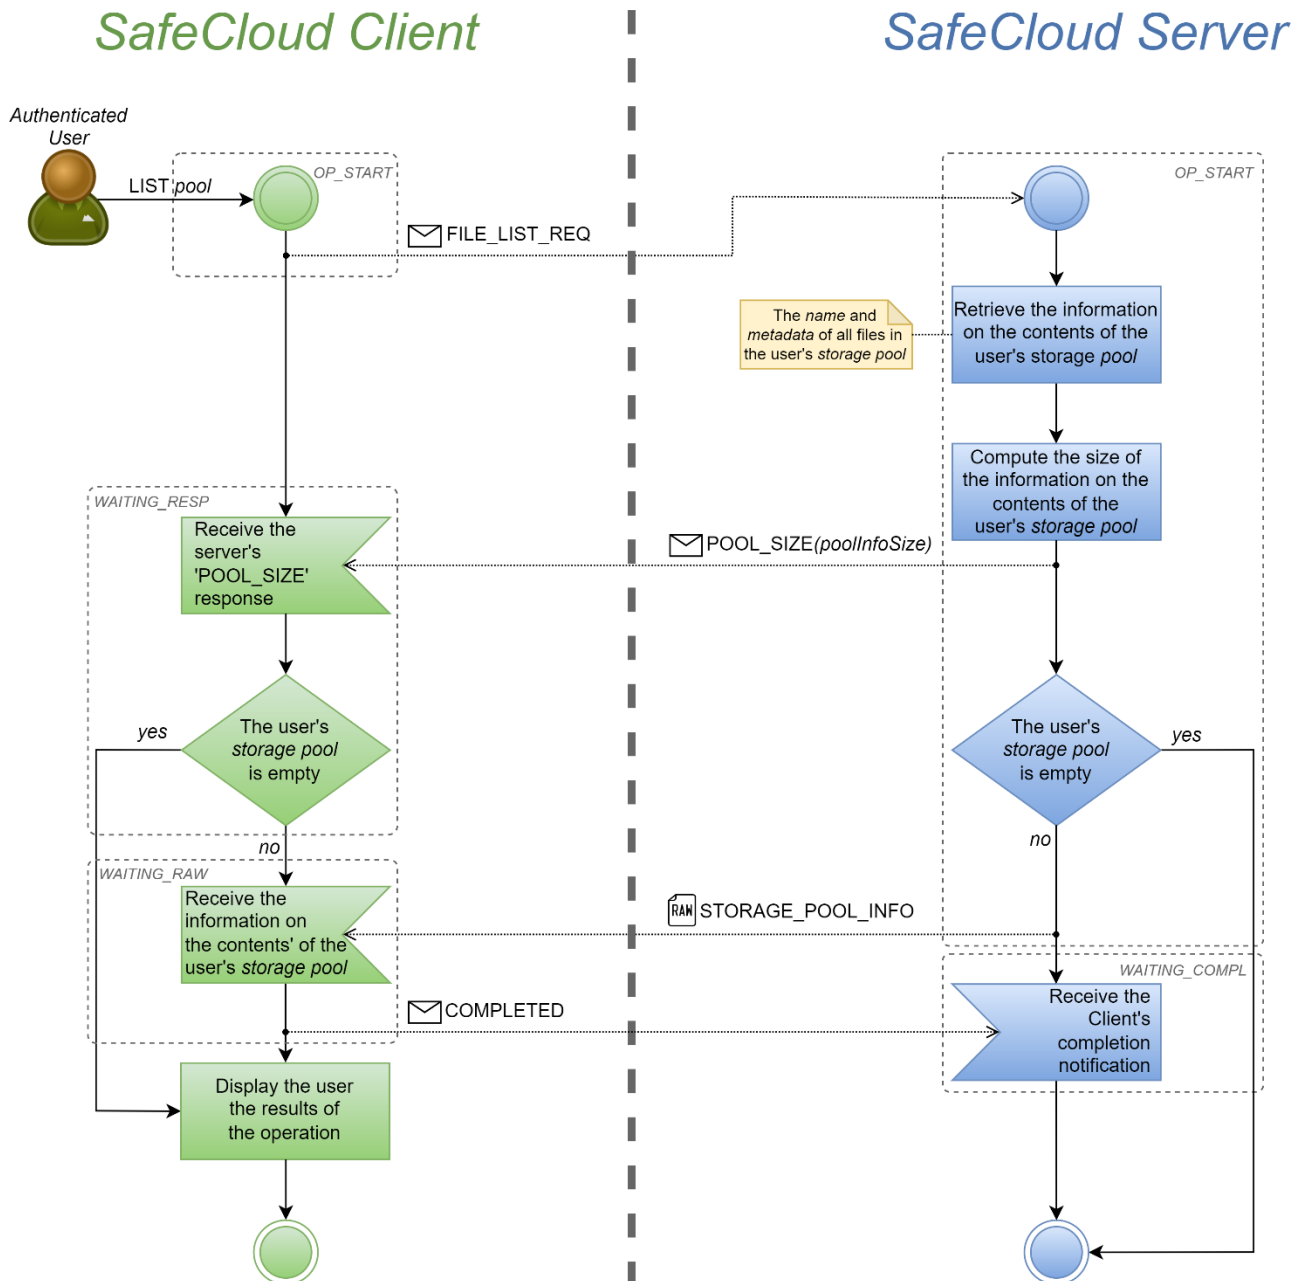 SafeCloud Client
SafeCloud Server
Authenticated
User
LIST pool
OP_START
OP_START
FILE_LIST_REQ
The name and
metadata of all files in
the user's storage pool
Retrieve the information
on the contents of the
user's storage pool
Compute the size of
the information on the
contents of the
user's storage pool
WAITING_RESP
Receive the
server's
'POOL_SIZE'
response
POOL_SIZE(poolInfoSize)
The user's
storage pool
is empty
yes
no
The user's
storage pool
is empty
yes
no
WAITING_RAW
Receive the
information on
the contents' of the
user's storage pool
RAW STORAGE_POOL_INFO
WAITING_COMPL
Receive the
Client's
completion
notification
COMPLETED
Display the user
the results of
the operation